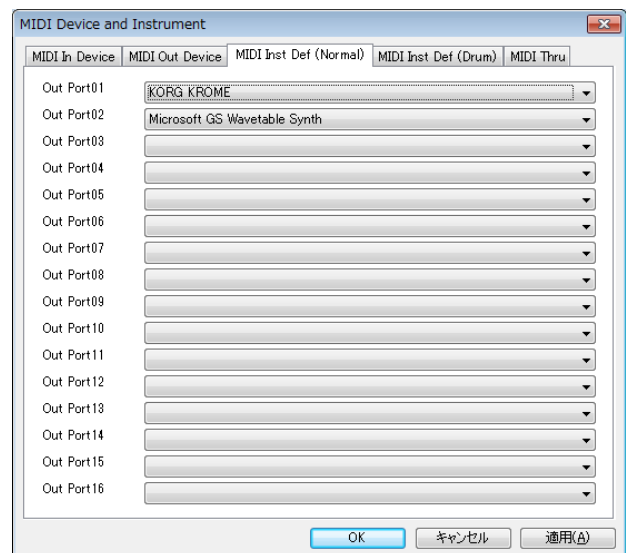 MIDI Device and Instrument
MIDI In Device MIDI Out Device MIDI Inst Def (Normal) MIDI Inst Def (Drum) MIDI Thru
Out Port01 KORG KROME
Out Port02 Microsoft GS Wavetable Synth
Out Port03
Out Port04
Out Port05
Out Port06
Out Port07
Out Port08
Out Port09
Out Port10
Out Port11
Out Port12
Out Port13
Out Port14
Out Port15
Out Port16
OK キャンセル 適用(A)